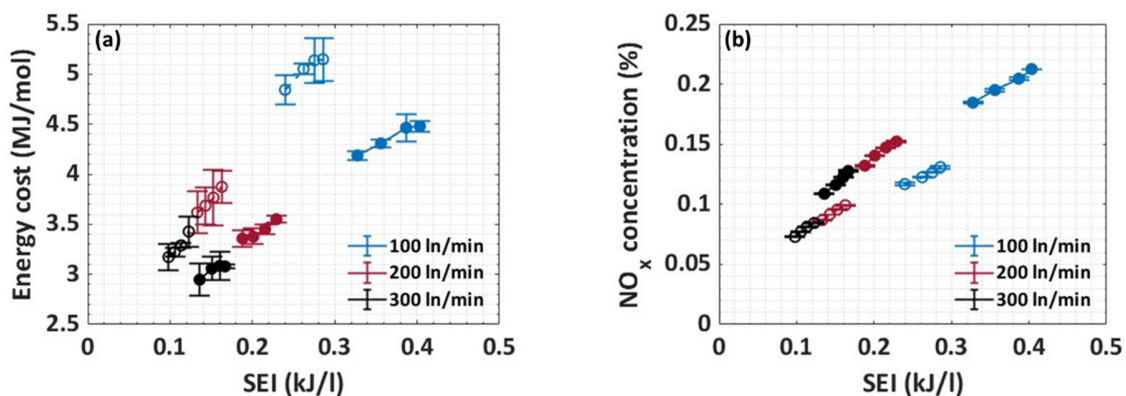 (a)
Energy cost (MJ/mol)
5.5
5
4.5
4
3.5
3
2.5
0 0.1 0.2 0.3 0.4 0.5
SEI (kJ/l)
100 ln/min
200 ln/min
300 ln/min
(b)
NOx concentration (%)
0.25
0.2
0.15
0.1
0.05
0
0 0.1 0.2 0.3 0.4 0.5
SEI (kJ/l)
100 ln/min
200 ln/min
300 ln/min